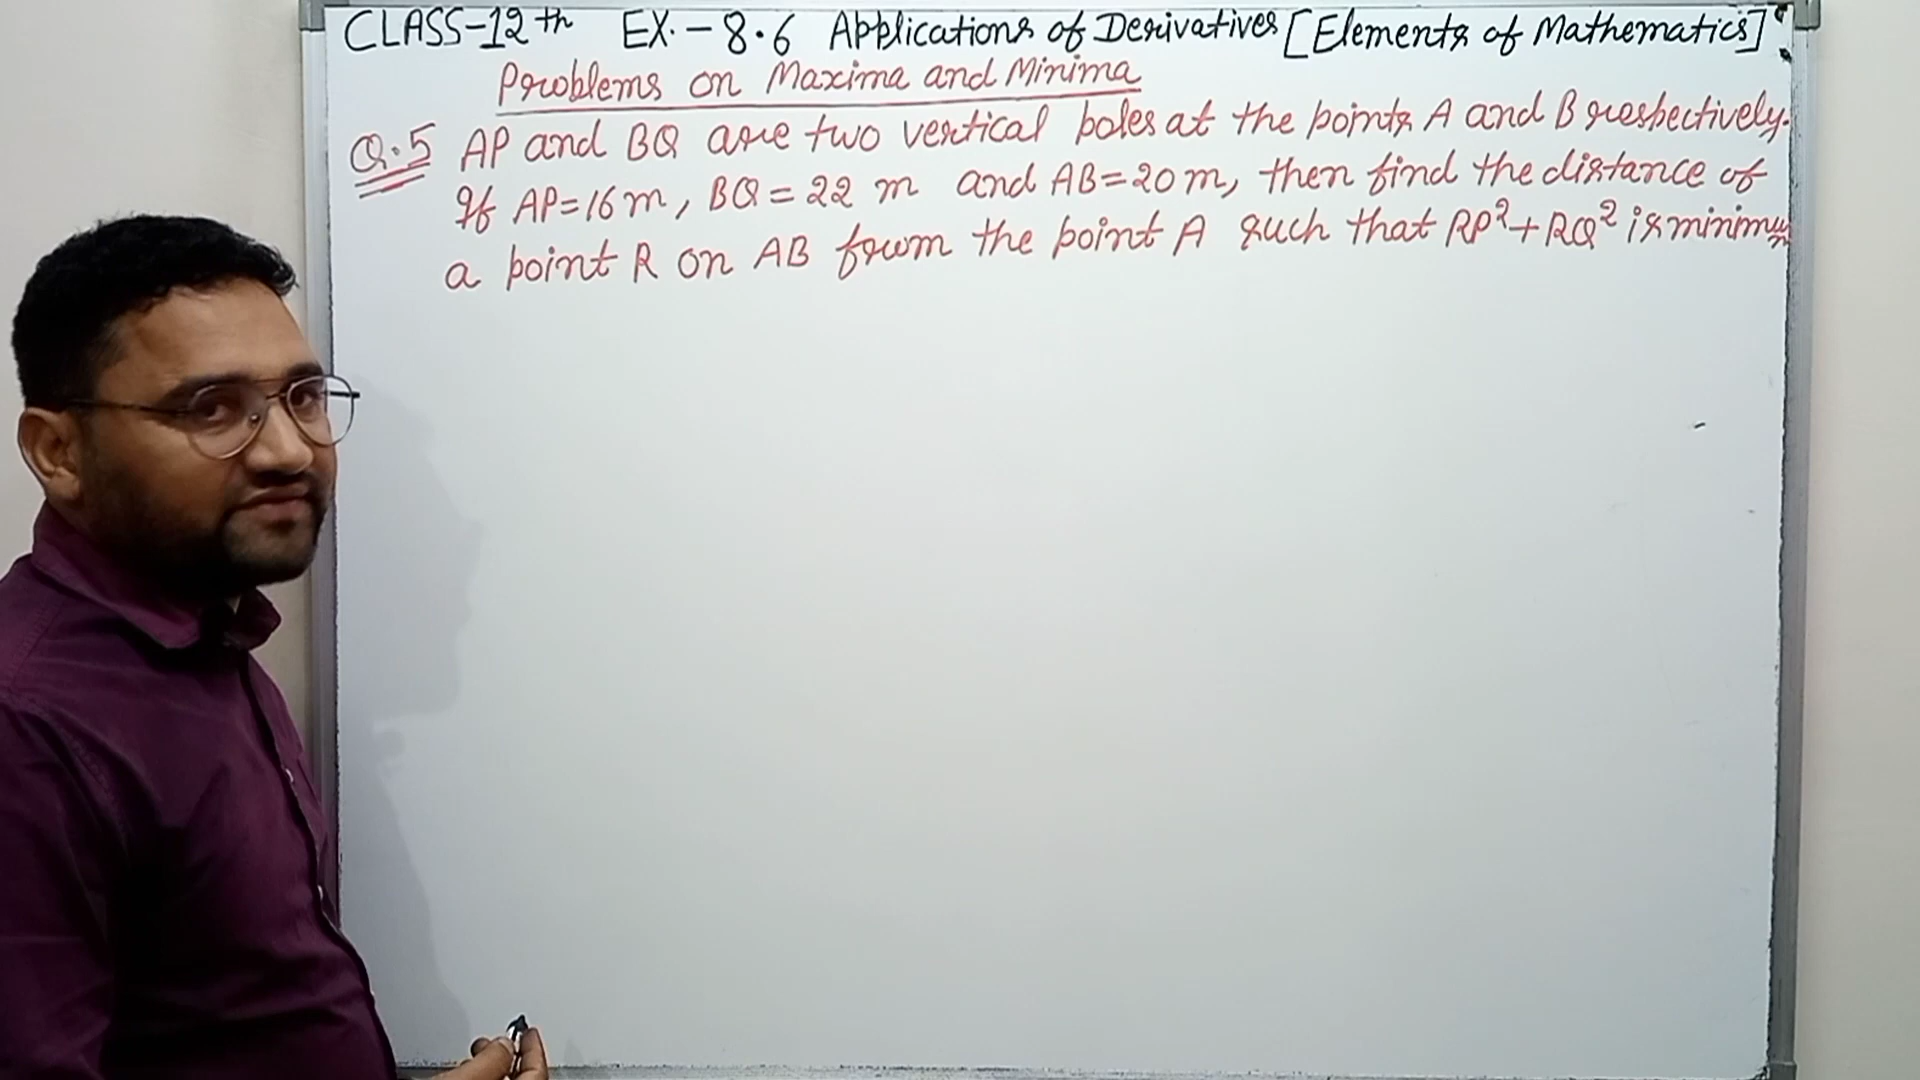 CLASS-12th EX.-8.6 Applications of Derivatives [Elements of Mathematics]
Problems on Maxima and Minima
Q.5 AP and BQ are two vertical poles at the points A and B respectively.
If AP=16m, BQ=22 m and AB=20m, then find the distance of
a point R on AB from the point A such that RP²+RQ² is minimum